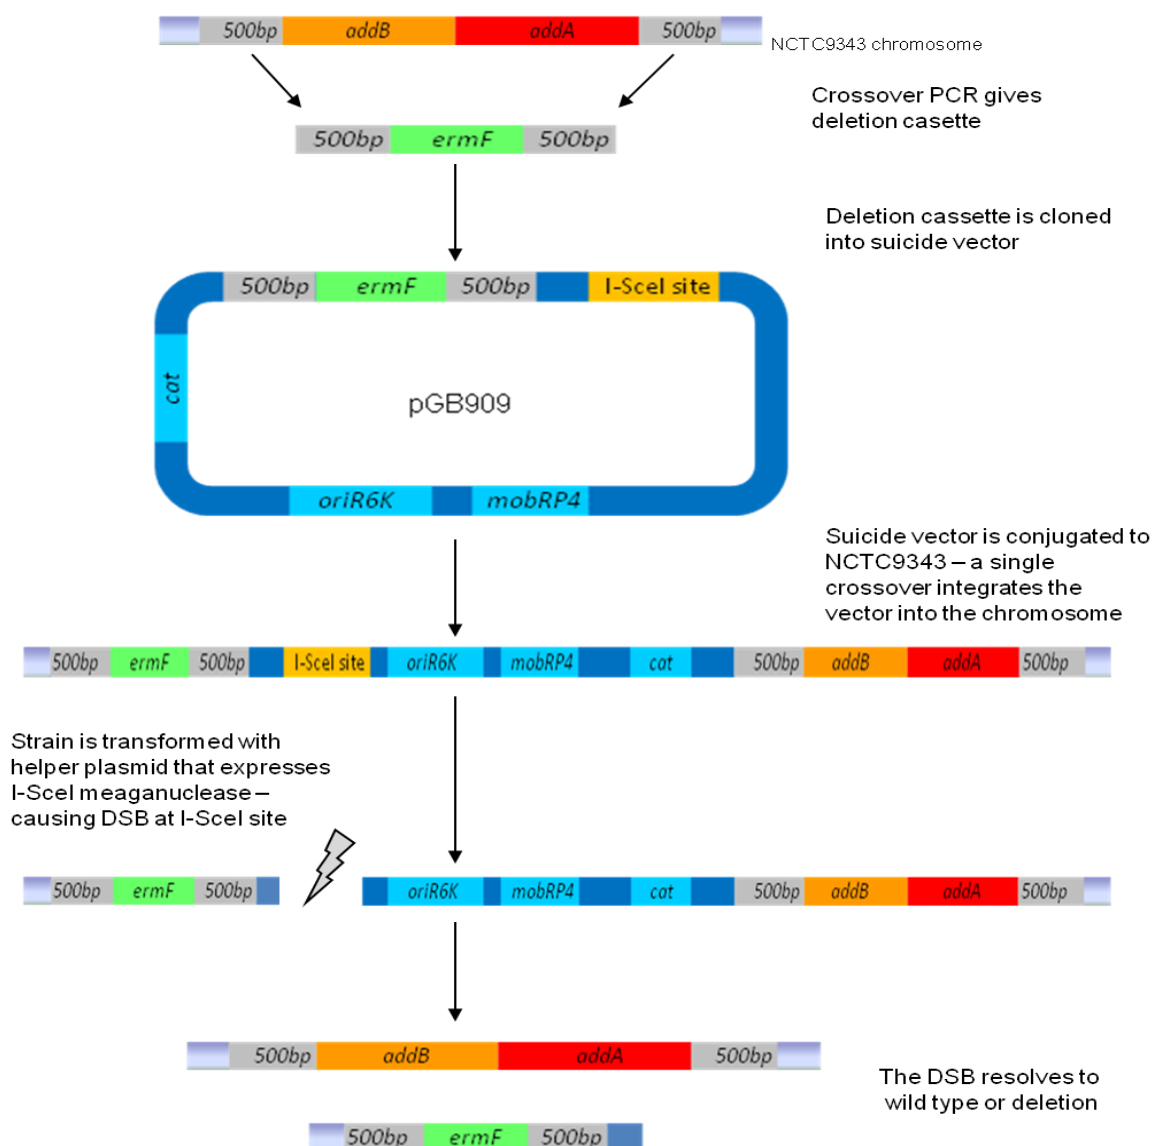 500bp addB addA 500bp
NCTC9343 chromosome
Crossover PCR gives
deletion casette
500bp ermF 500bp
Deletion cassette is cloned
into suicide vector
500bp ermF 500bp I-SceI site
cat
pGB909
oriR6K mobRP4
Suicide vector is conjugated to
NCTC9343 – a single
crossover integrates the
vector into the chromosome
500bp ermF 500bp I-SceI site oriR6K mobRP4 cat 500bp addB addA 500bp
Strain is transformed with
helper plasmid that expresses
I-SceI meaganuclease –
causing DSB at I-SceI site
500bp ermF 500bp oriR6K mobRP4 cat 500bp addB addA 500bp
500bp addB addA 500bp
The DSB resolves to
wild type or deletion
500bp ermF 500bp